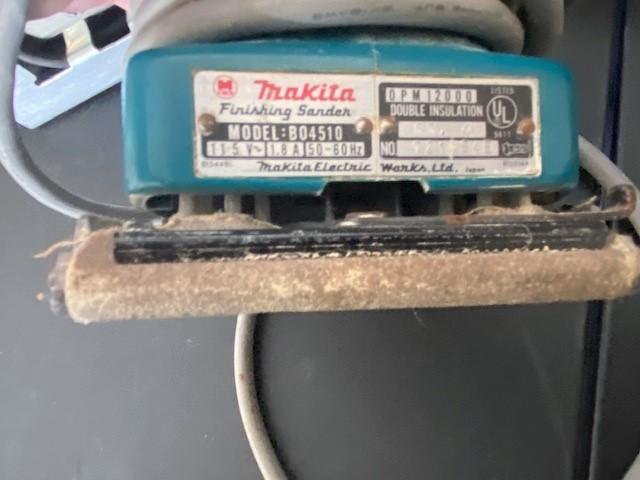 Makita
Finishing Sander
MODEL:BO4510
115 V~ 1.8 A 50-60Hz
Makita Electric Works,Ltd. Japan
OPM 12000
DOUBLE INSULATION
NO.
LISTED
UL